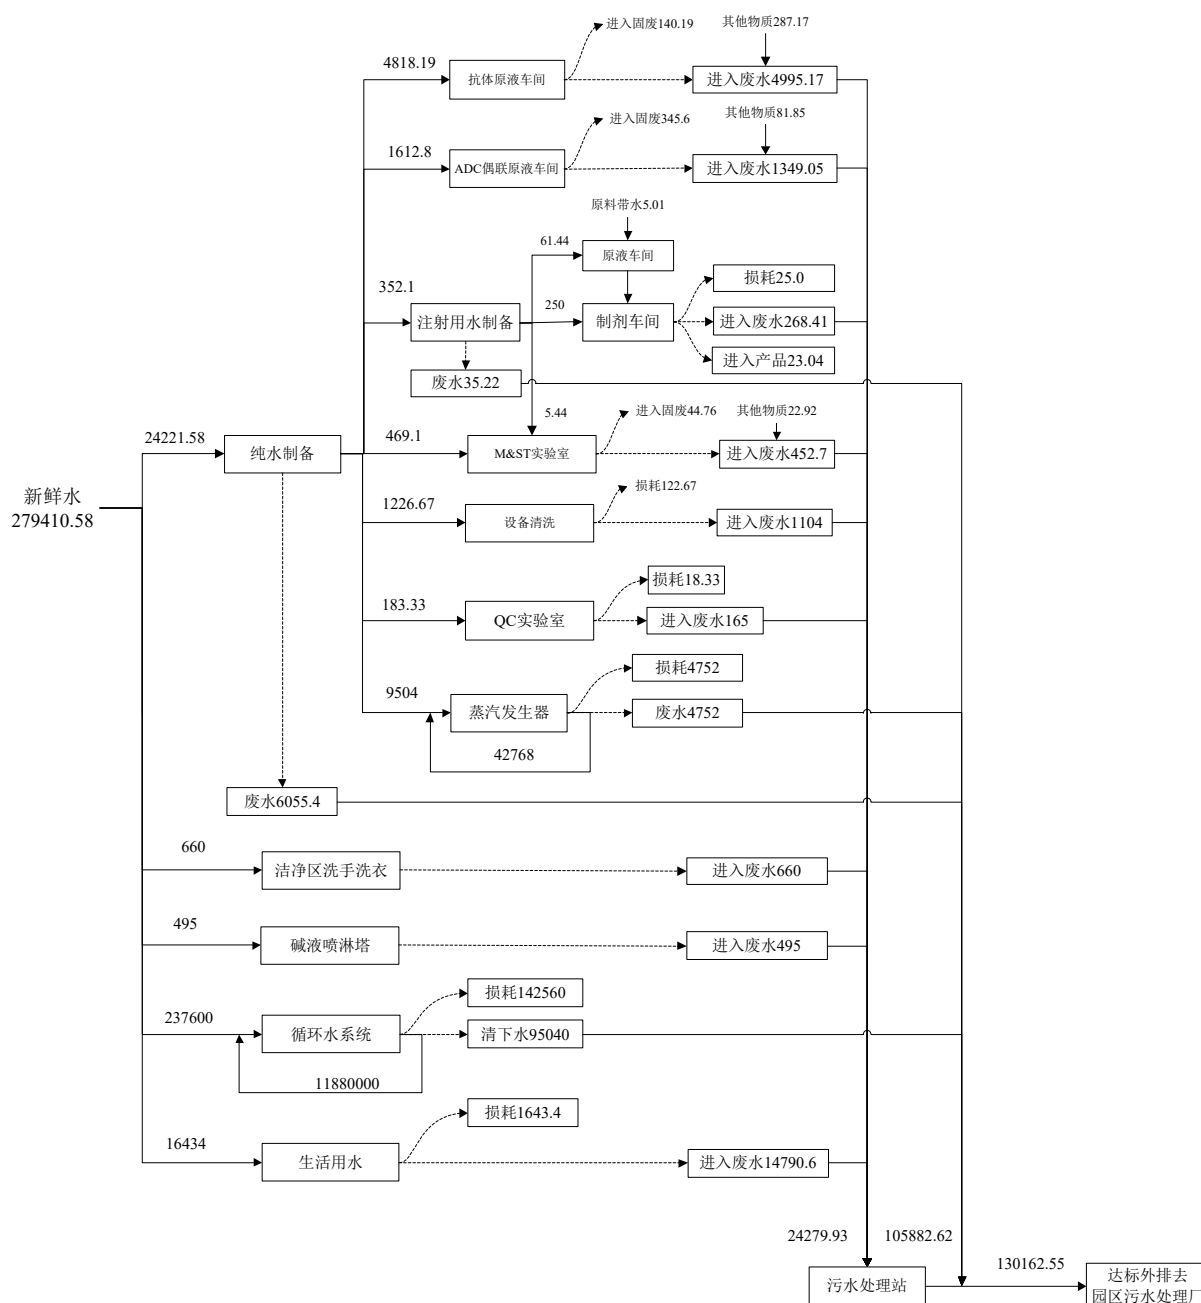 进入固废140.19
其他物质287.17
4818.19
抗体原液车间
进入废水4995.17
进入固废345.6
其他物质81.85
1612.8
ADC偶联原液车间
进入废水1349.05
原料带水5.01
61.44
原液车间
损耗25.0
352.1
注射用水制备
250
制剂车间
进入废水268.41
进入产品23.04
废水35.22
5.44
进入固废44.76
其他物质22.92
24221.58
纯水制备
469.1
M&ST实验室
进入废水452.7
新鲜水
279410.58
损耗122.67
1226.67
设备清洗
进入废水1104
损耗18.33
183.33
QC实验室
进入废水165
损耗4752
9504
蒸汽发生器
废水4752
42768
废水6055.4
660
洁净区洗手洗衣
进入废水660
495
碱液喷淋塔
进入废水495
损耗142560
237600
循环水系统
清下水95040
11880000
损耗1643.4
16434
生活用水
进入废水14790.6
24279.93
105882.62
130162.55
污水处理站
达标外排去
园区污水处理厂